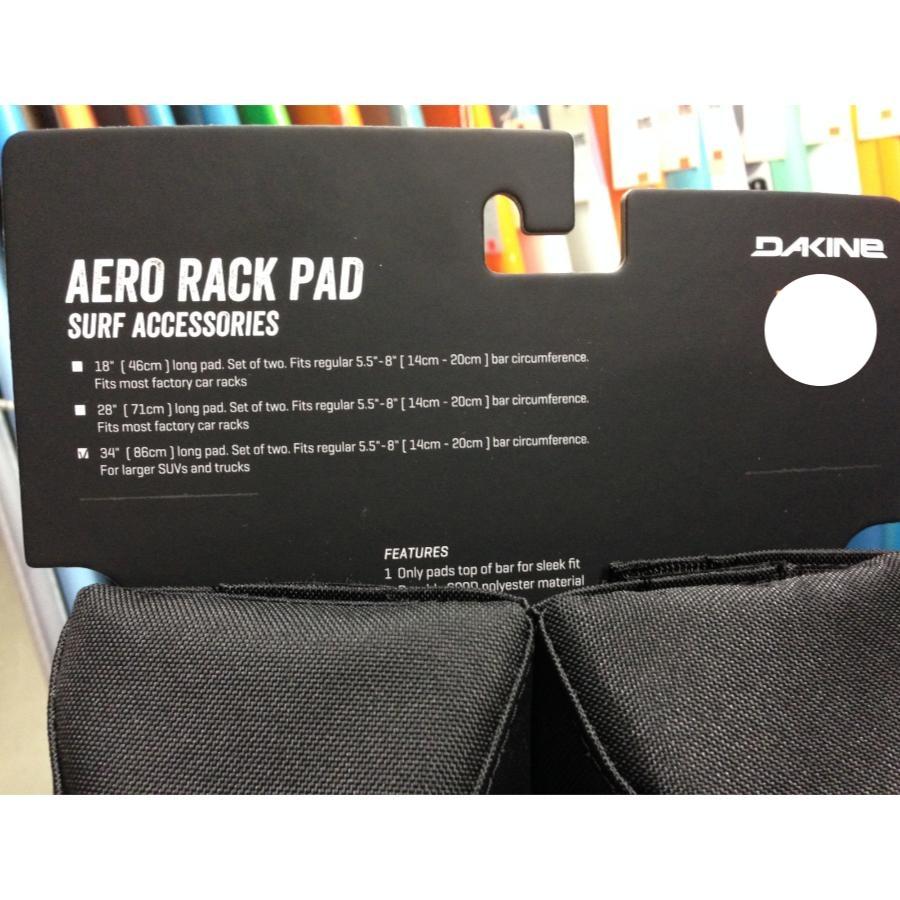 DAKINE
AERO RACK PAD
SURF ACCESSORIES
18" [ 46cm ] long pad. Set of two. Fits regular 5.5"-8" [ 14cm - 20cm ] bar circumference.
Fits most factory car racks
28" [ 71cm ] long pad. Set of two. Fits regular 5.5"-8" [ 14cm - 20cm ] bar circumference.
Fits most factory car racks
34" [ 86cm ] long pad. Set of two. Fits regular 5.5"-8" [ 14cm - 20cm ] bar circumference.
For larger SUVs and trucks
FEATURES
1 Only pads top of bar for sleek fit
polyester material